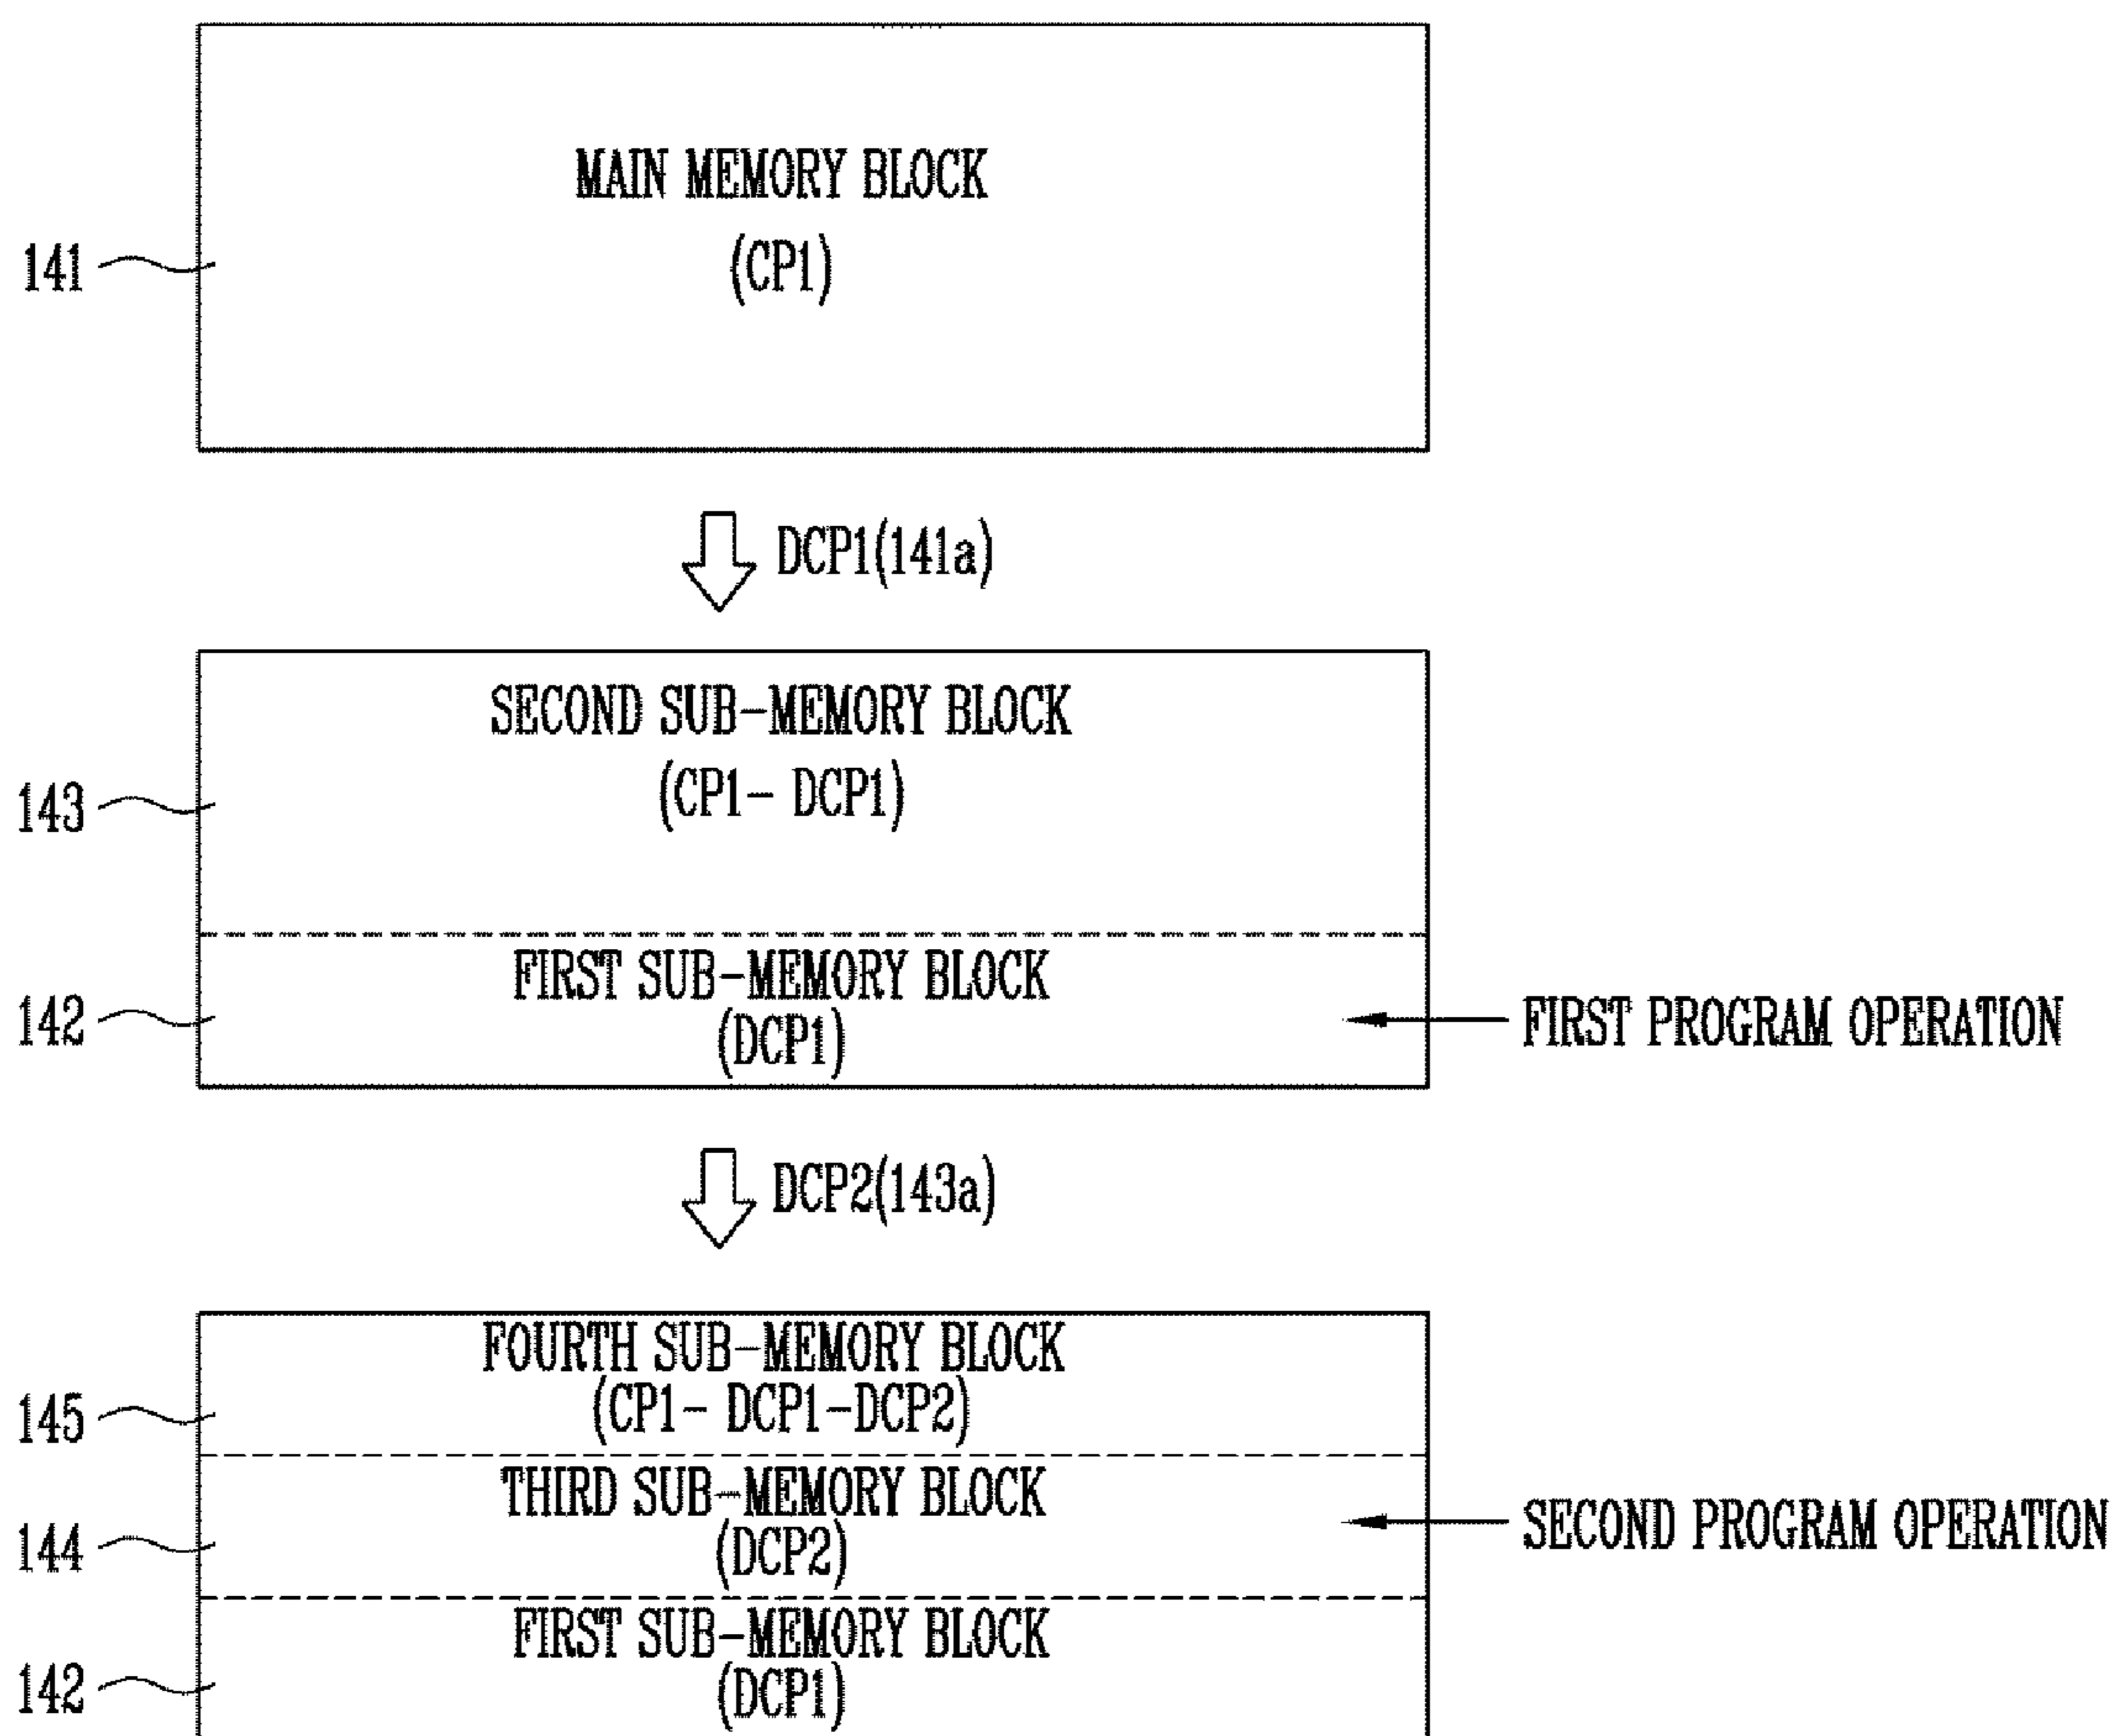 MAIN MEMORY BLOCK
(CP1)
141
DCP1(141a)
SECOND SUB-MEMORY BLOCK
(CP1- DCP1)
143
FIRST SUB-MEMORY BLOCK
(DCP1)
142
FIRST PROGRAM OPERATION
DCP2(143a)
FOURTH SUB-MEMORY BLOCK
(CP1- DCP1-DCP2)
145
THIRD SUB-MEMORY BLOCK
(DCP2)
144
SECOND PROGRAM OPERATION
FIRST SUB-MEMORY BLOCK
(DCP1)
142